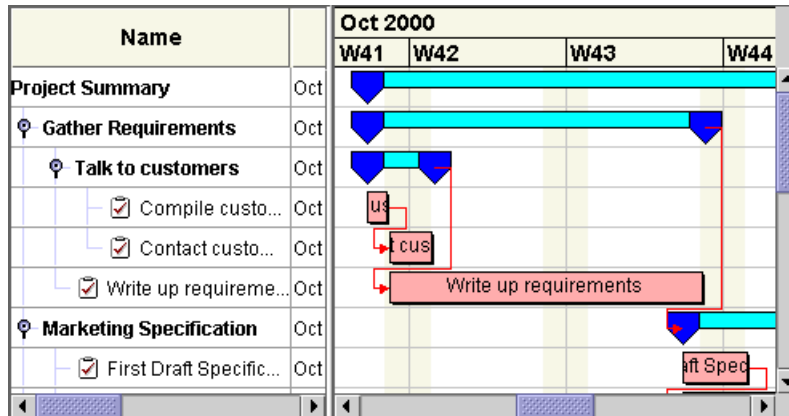 Name
Oct 2000
W41 W42 W43 W44
Project Summary Oct
Gather Requirements Oct
Talk to customers Oct
Compile custo... Oct
us
Contact custo... Oct
t cus
Write up requireme... Oct
Write up requirements
Marketing Specification Oct
First Draft Specific... Oct
aft Spec